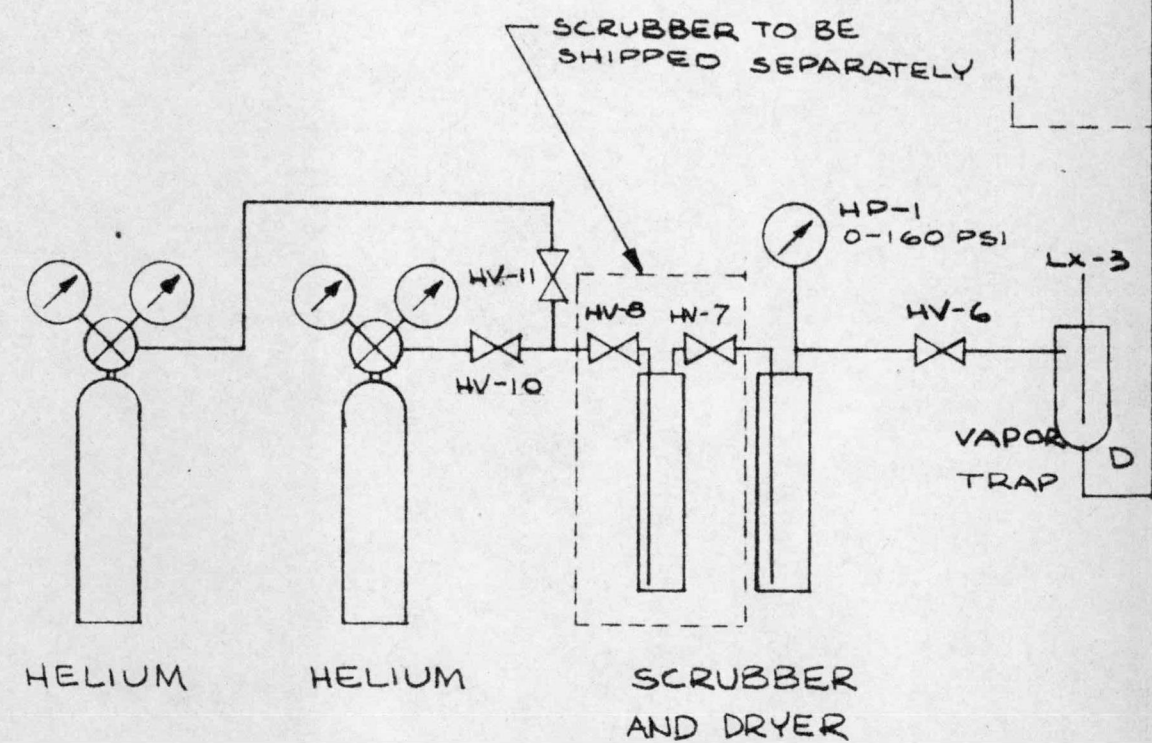 SCRUBBER TO BE
SHIPPED SEPARATELY
HP-1
0-160 PSI
LX-3
HV-11
HV-8
HV-7
HV-6
HV-10
VAPOR
TRAP
D
HELIUM
HELIUM
SCRUBBER
AND DRYER